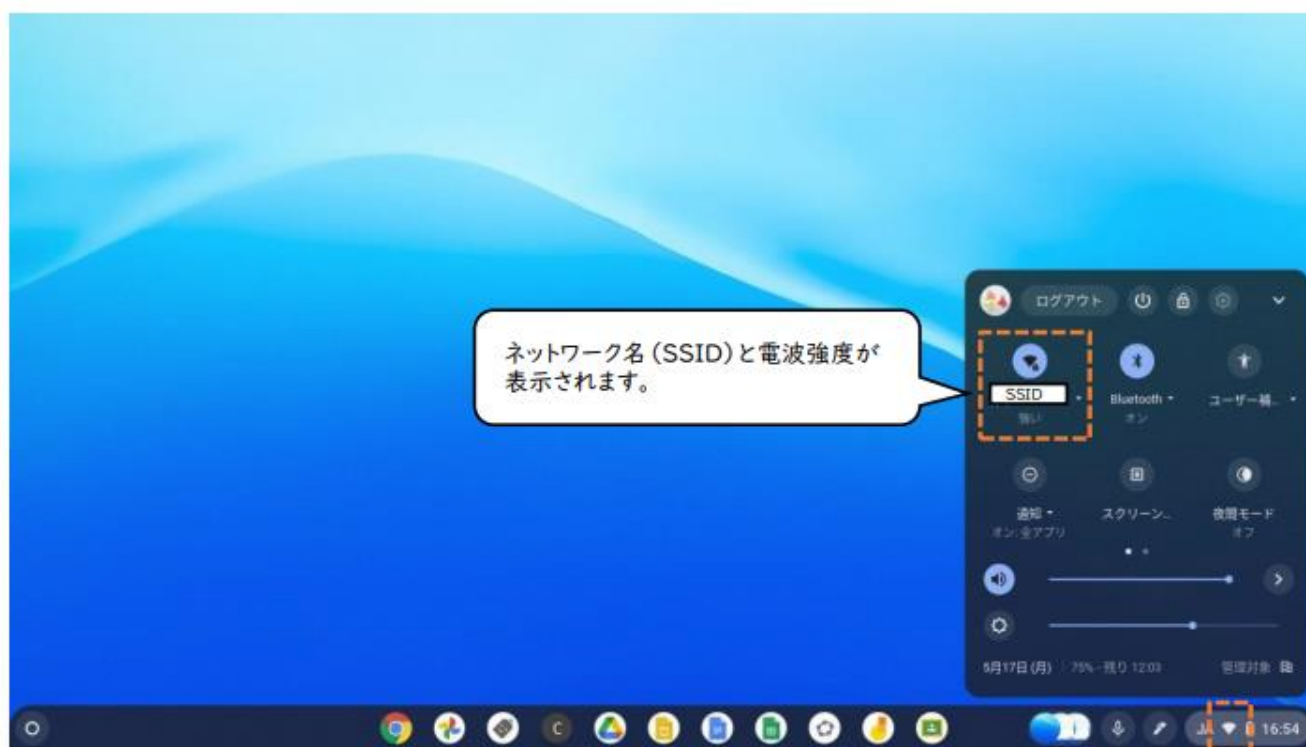 ログアウト
ネットワーク名(SSID)と電波強度が
表示されます。
SSID
強い
Bluetooth
オン
コーザー補...
通知
オン:全アプリ
スクリーン...
夜間モード
オフ
5月17日(月) 75% - 残り 12:03 管理対象
C
JA 16:54